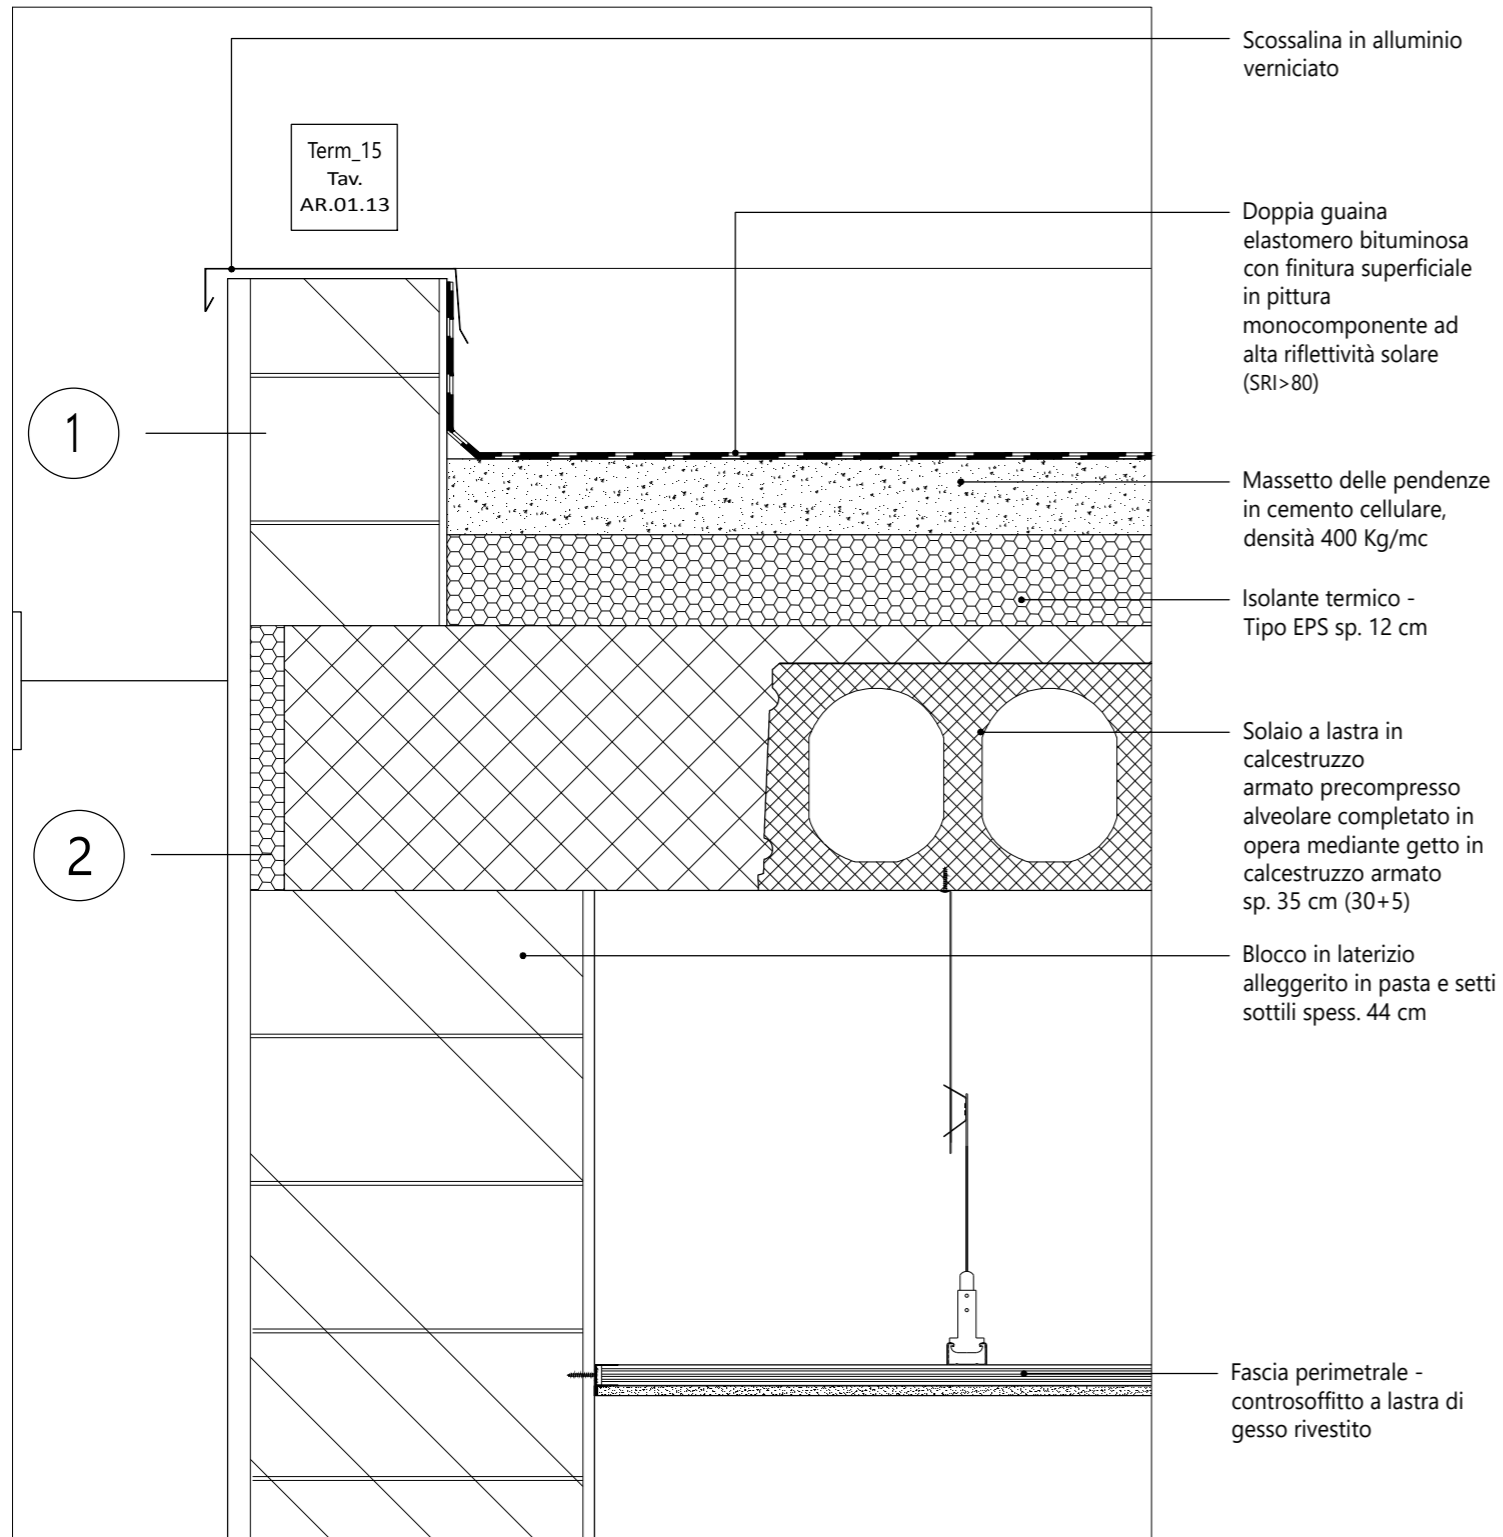 Scossalina in alluminio
verniciato
Term_15
Tav.
AR.01.13
Doppia guaina
elastomero bituminosa
con finitura superficiale
in pittura
monocomponente ad
alta riflettività solare
(SRI>80)
1
Massetto delle pendenze
in cemento cellulare,
densità 400 Kg/mc
Isolante termico -
Tipo EPS sp. 12 cm
Solaio a lastra in
calcestruzzo
armato precompresso
alveolare completato in
opera mediante getto in
calcestruzzo armato
sp. 35 cm (30+5)
2
Blocco in laterizio
alleggerito in pasta e setti
sottili spess. 44 cm
Fascia perimetrale -
controsoffitto a lastra di
gesso rivestito